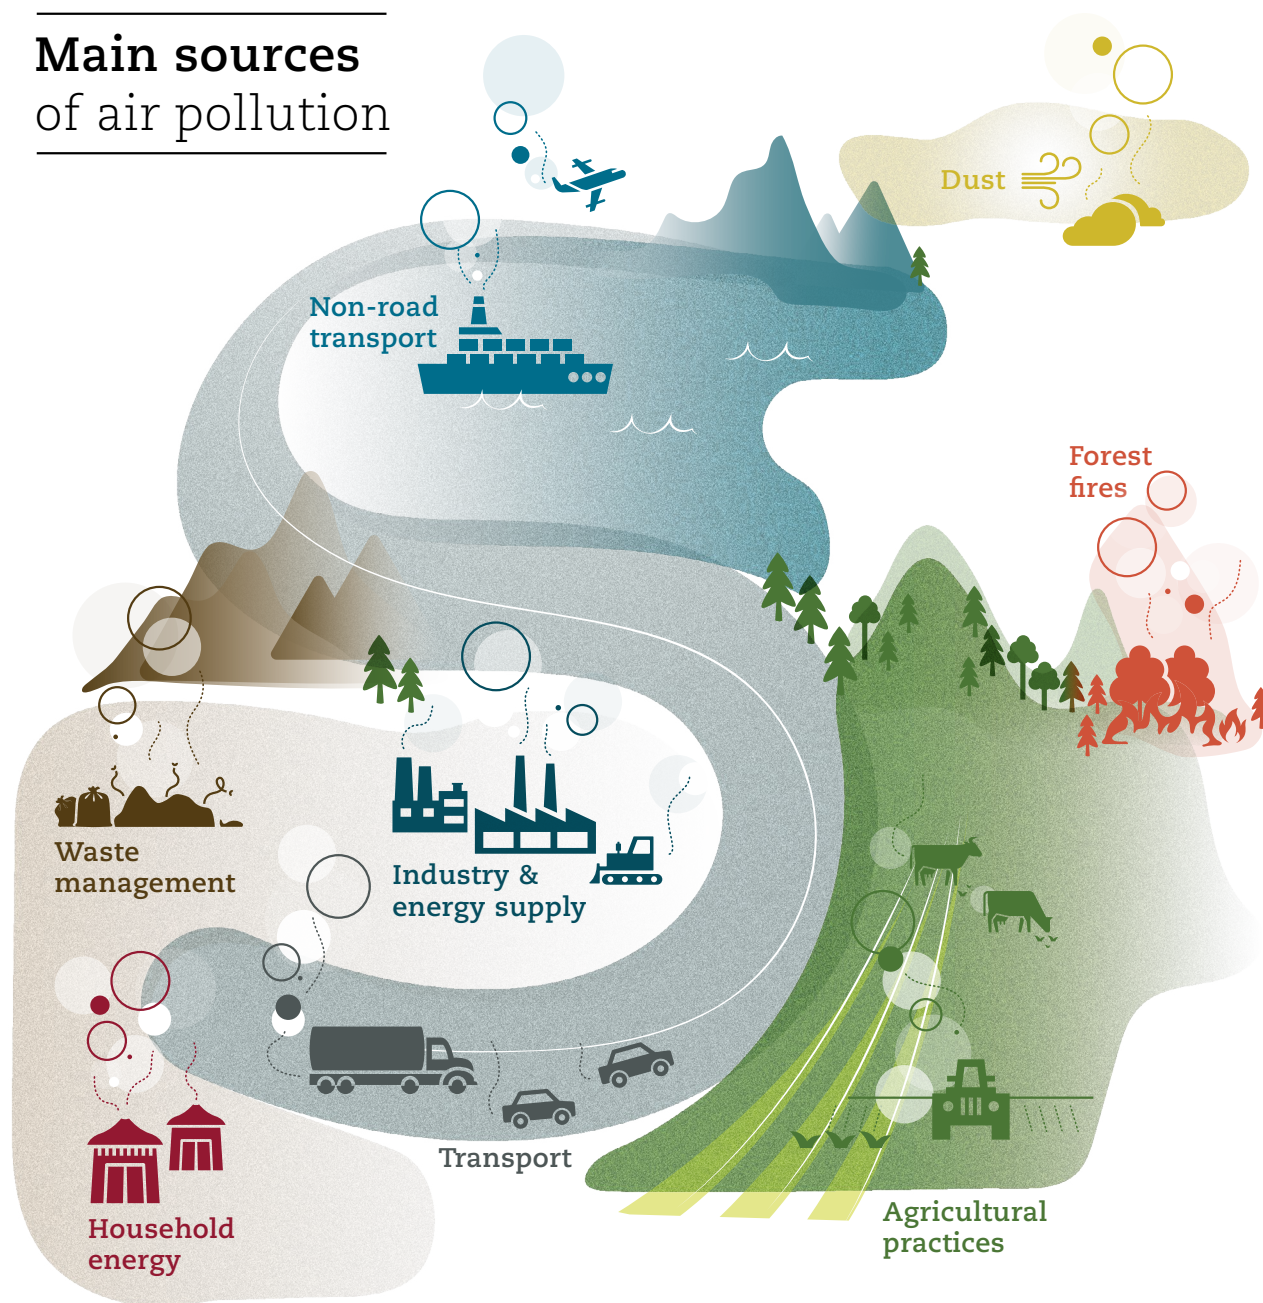 Main sources
of air pollution
Dust
Non-road
transport
Forest
fires
Waste
management
Industry &
energy supply
Transport
Household
energy
Agricultural
practices